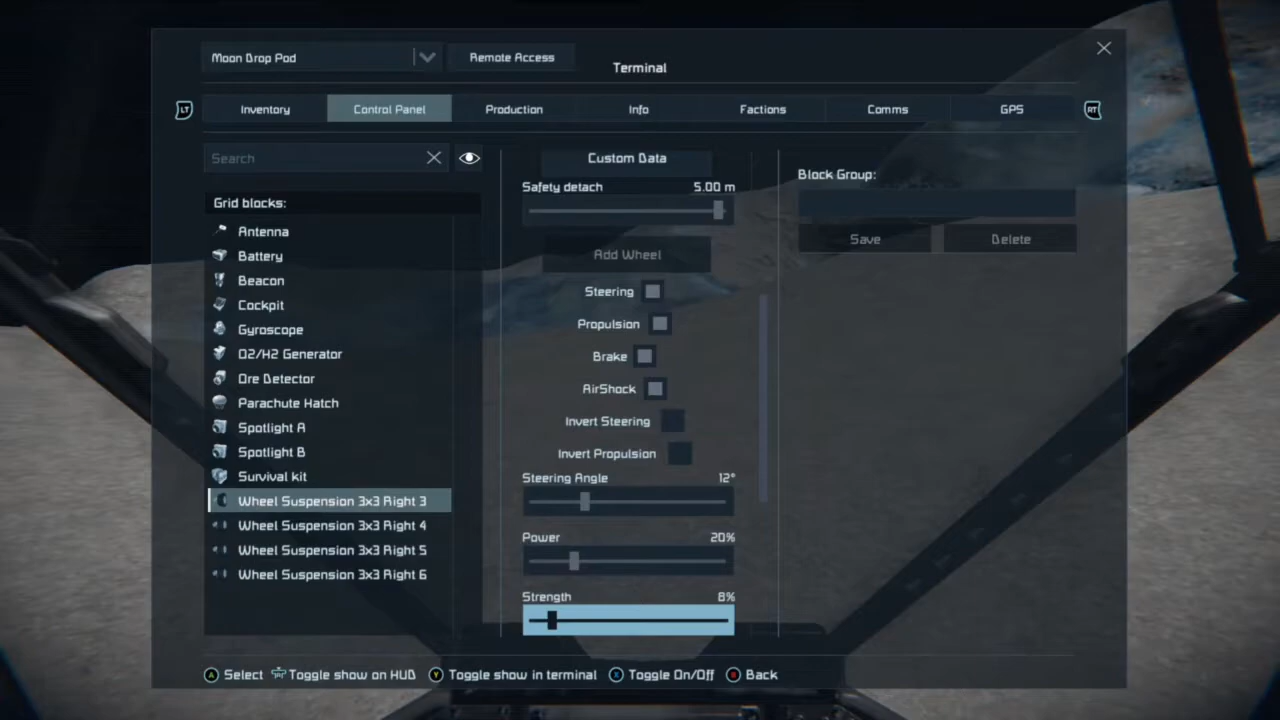 Moon Drop Pod
Remote Access
Terminal
LT
Inventory
Control Panel
Production
Info
Factions
Comms
GPS
RT
Search
Grid blocks:
Antenna
Battery
Beacon
Cockpit
Gyroscope
O2/H2 Generator
Ore Detector
Parachute Hatch
Spotlight A
Spotlight B
Survival kit
Wheel Suspension 3x3 Right 3
Wheel Suspension 3x3 Right 4
Wheel Suspension 3x3 Right 5
Wheel Suspension 3x3 Right 6
Custom Data
Safety detach 5.00 m
Add Wheel
Steering
Propulsion
Brake
AirShock
Invert Steering
Invert Propulsion
Steering Angle 12°
Power 20%
Strength 8%
Block Group:
Save Delete
A Select Toggle show on HUD Y Toggle show in terminal X Toggle On/Off B Back